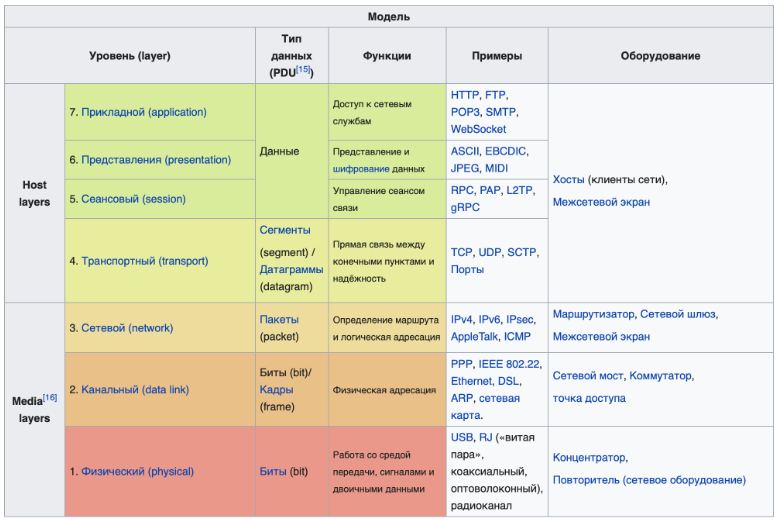 Модель
Уровень (layer)
Тип
данных
(PDU[15])
Функции
Примеры
Оборудование
Host
layers
7. Прикладной (application)
Данные
Доступ к сетевым
службам
HTTP, FTP,
POP3, SMTP,
WebSocket
Хосты (клиенты сети),
Межсетевой экран
6. Представления (presentation)
Представление и
шифрование данных
ASCII, EBCDIC,
JPEG, MIDI
5. Сеансовый (session)
Управление сеансом
связи
RPC, PAP, L2TP,
gRPC
4. Транспортный (transport)
Сегменты
(segment) /
Датаграммы
(datagram)
Прямая связь между
конечными пунктами и
надёжность
TCP, UDP, SCTP,
Порты
Media[16]
layers
3. Сетевой (network)
Пакеты
(packet)
Определение маршрута
и логическая адресация
IPv4, IPv6, IPsec,
AppleTalk, ICMP
Маршрутизатор, Сетевой шлюз,
Межсетевой экран
2. Канальный (data link)
Биты (bit)/
Кадры
(frame)
Физическая адресация
PPP, IEEE 802.22,
Ethernet, DSL,
ARP, сетевая
карта.
Сетевой мост, Коммутатор,
точка доступа
1. Физический (physical)
Биты (bit)
Работа со средой
передачи, сигналами и
двоичными данными
USB, RJ («витая
пара»,
коаксиальный,
оптоволоконный),
радиоканал
Концентратор,
Повторитель (сетевое оборудование)